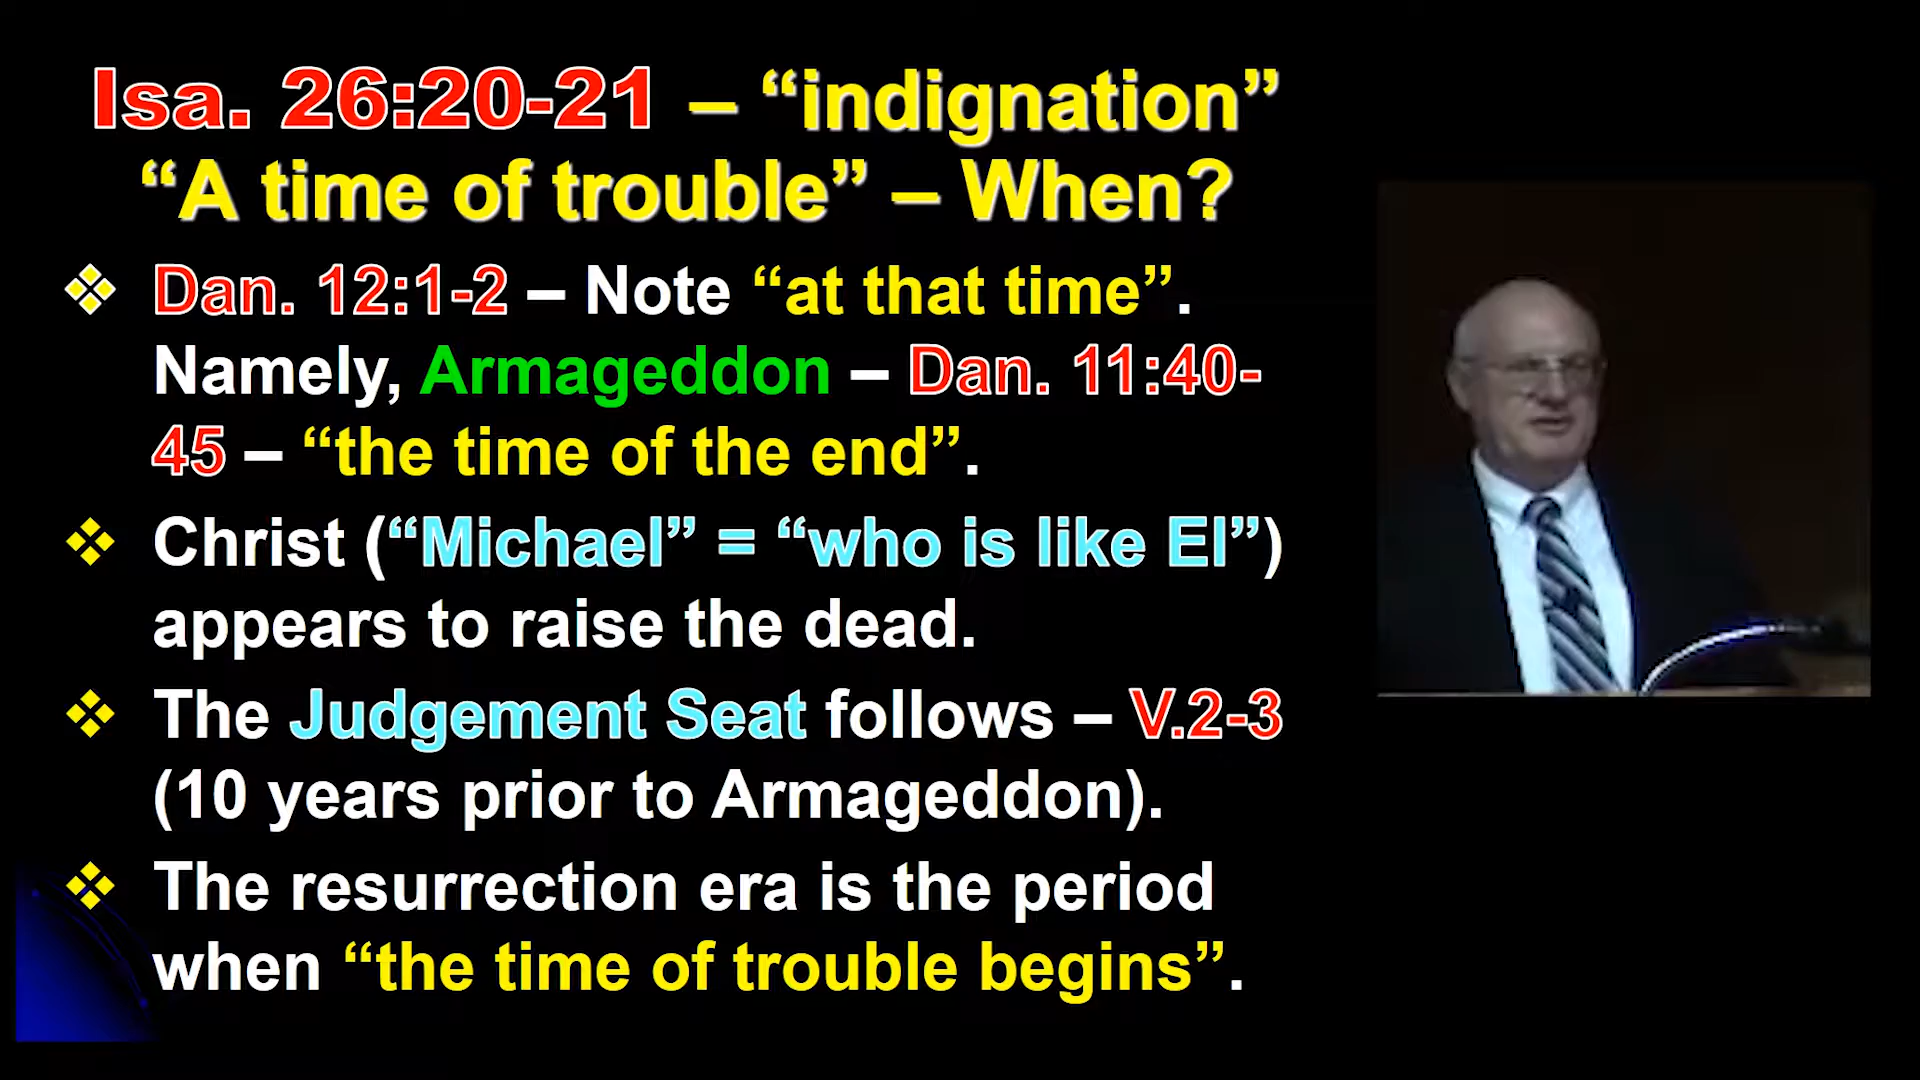 Isa. 26:20-21 – “indignation”
“A time of trouble” – When?
Dan. 12:1-2 – Note “at that time”.
Namely, Armageddon – Dan. 11:40-
45 – “the time of the end”.
Christ (“Michael” = “who is like El”)
appears to raise the dead.
The Judgement Seat follows – V.2-3
(10 years prior to Armageddon).
The resurrection era is the period
when “the time of trouble begins”.